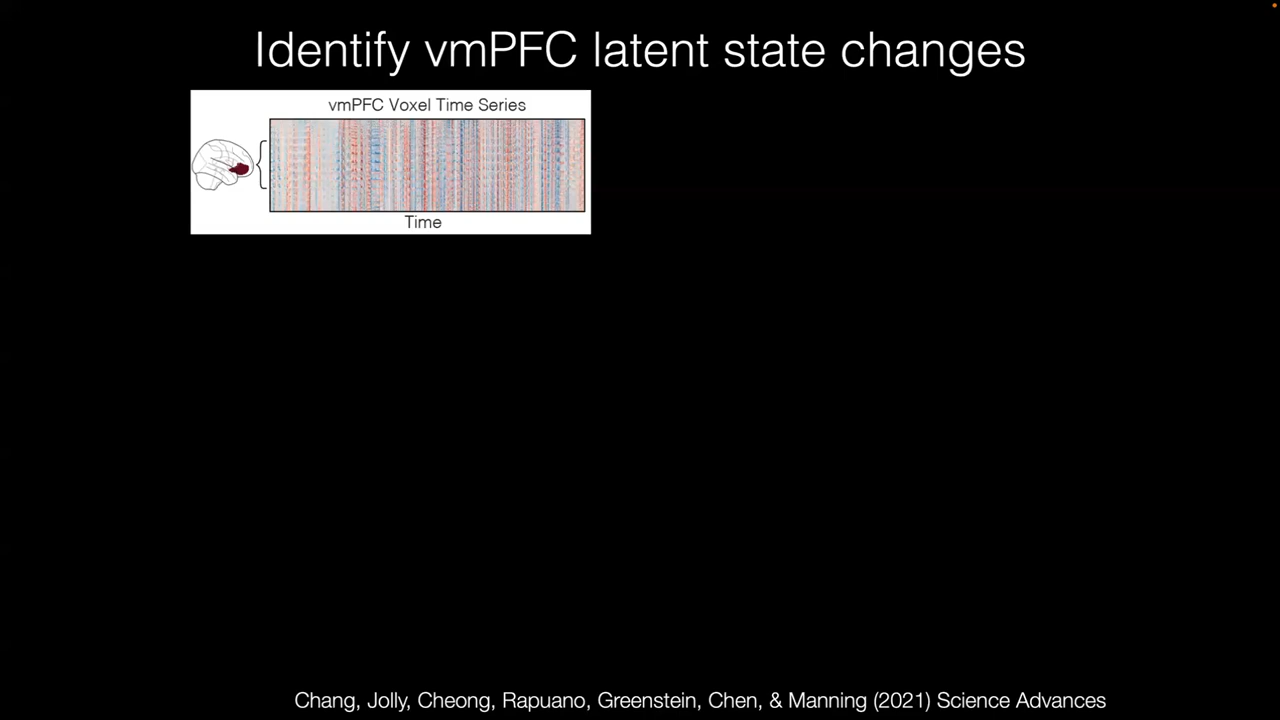 Identify vmPFC latent state changes
vmPFC Voxel Time Series
Time
Chang, Jolly, Cheong, Rapuano, Greenstein, Chen, & Manning (2021) Science Advances